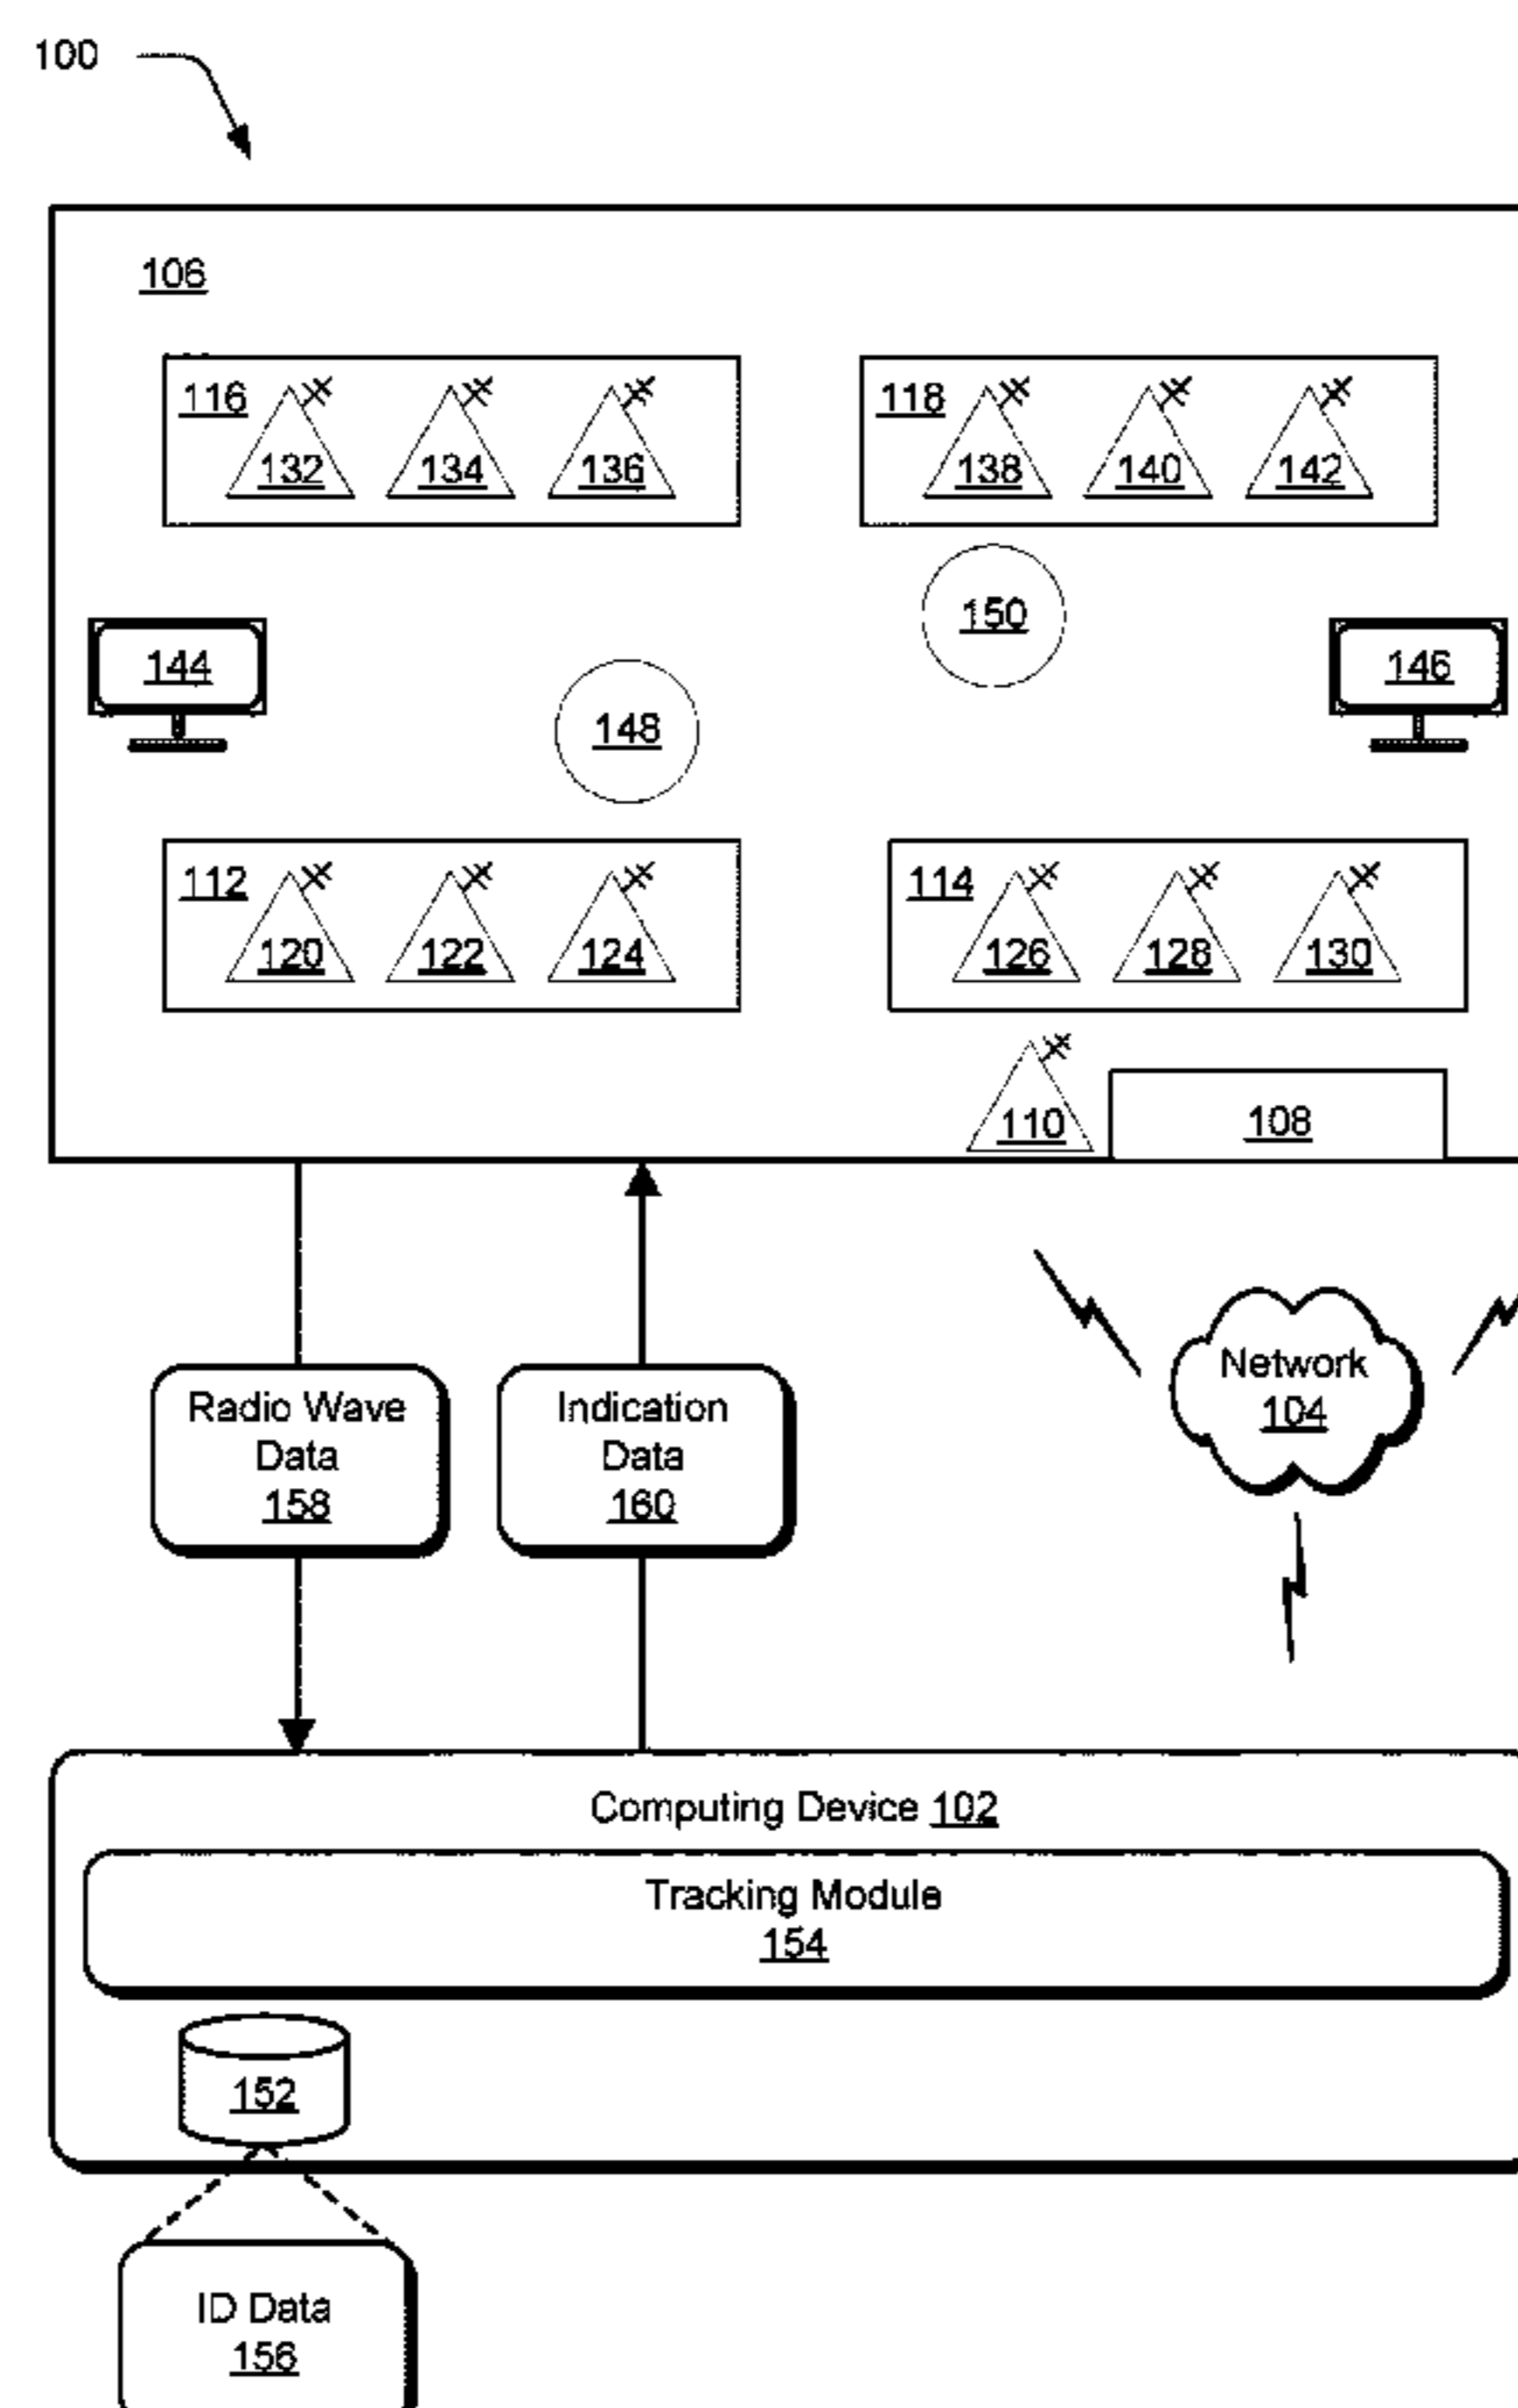 100
106
116 132 134 136 118 138 140 142
150
144 146
148
112 120 122 124 114 126 128 130
110 108
Network
104
Radio Wave
Data
158
Indication
Data
160
Computing Device 102
Tracking Module
154
152
ID Data
156